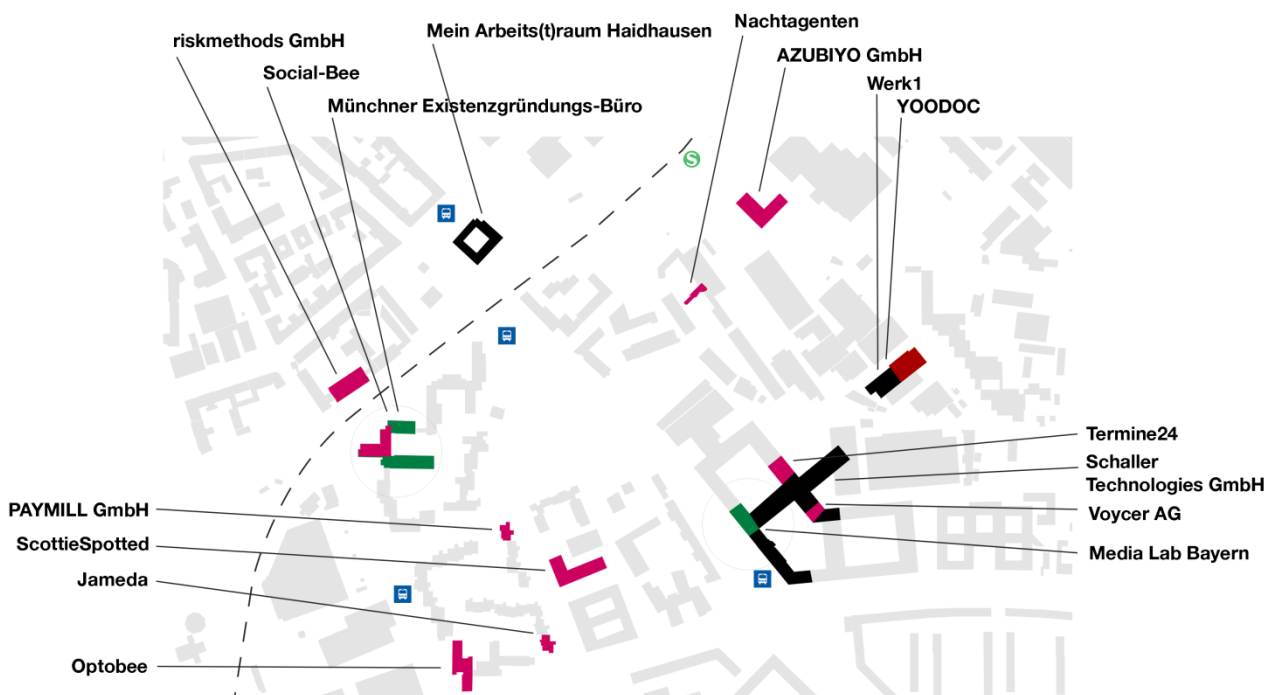 Nachtagenten
Mein Arbeits(t)raum Haidhausen
riskmethods GmbH
AZUBIYO GmbH
Social-Bee
Werk1
Münchner Existenzgründungs-Büro
YOODOC
S
Termine24
Schaller
Technologies GmbH
PAYMILL GmbH
Voycer AG
ScottieSpotted
Media Lab Bayern
Jameda
Optobee